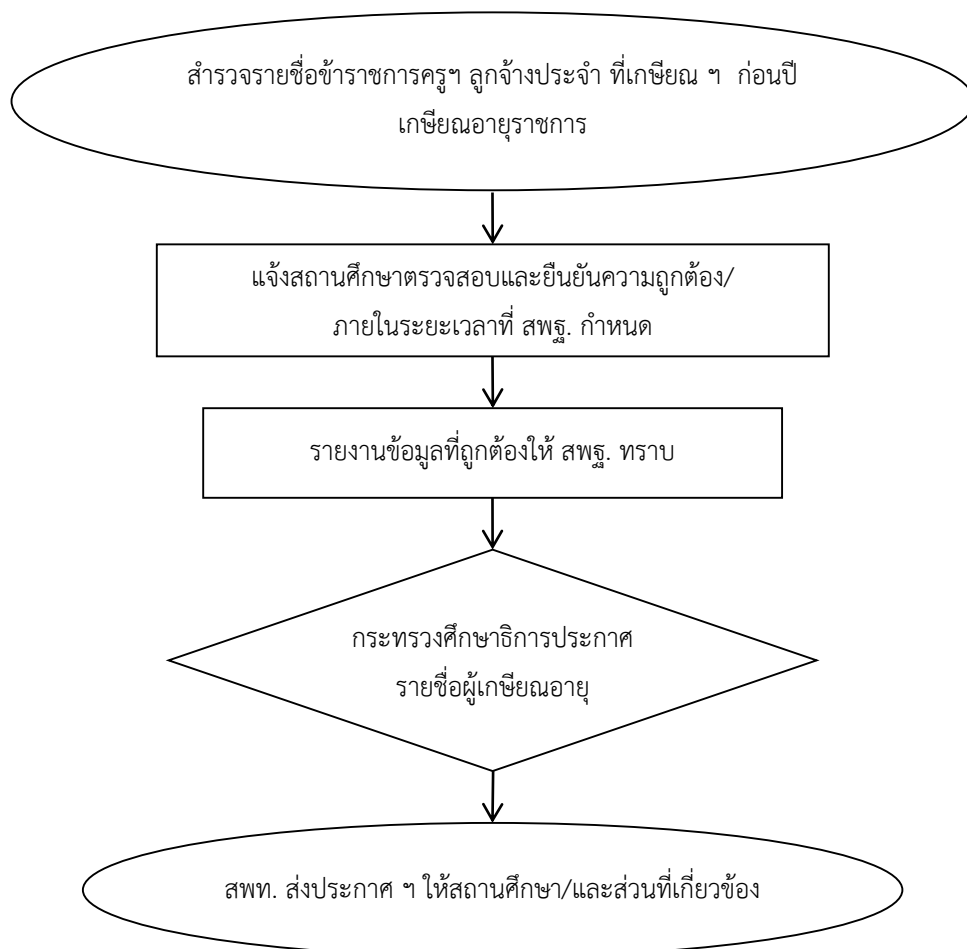 สำรวจรายชื่อข้าราชการครูฯ ลูกจ้างประจำ ที่เกษียณ ฯ ก่อนปี
เกษียณอายุราชการ
แจ้งสถานศึกษาตรวจสอบและยืนยันความถูกต้อง/
ภายในระยะเวลาที่ สพฐ. กำหนด
รายงานข้อมูลที่ถูกต้องให้ สพฐ. ทราบ
กระทรวงศึกษาธิการประกาศ
รายชื่อผู้เกษียณอายุ
สพท. ส่งประกาศ ฯ ให้สถานศึกษา/และส่วนที่เกี่ยวข้อง